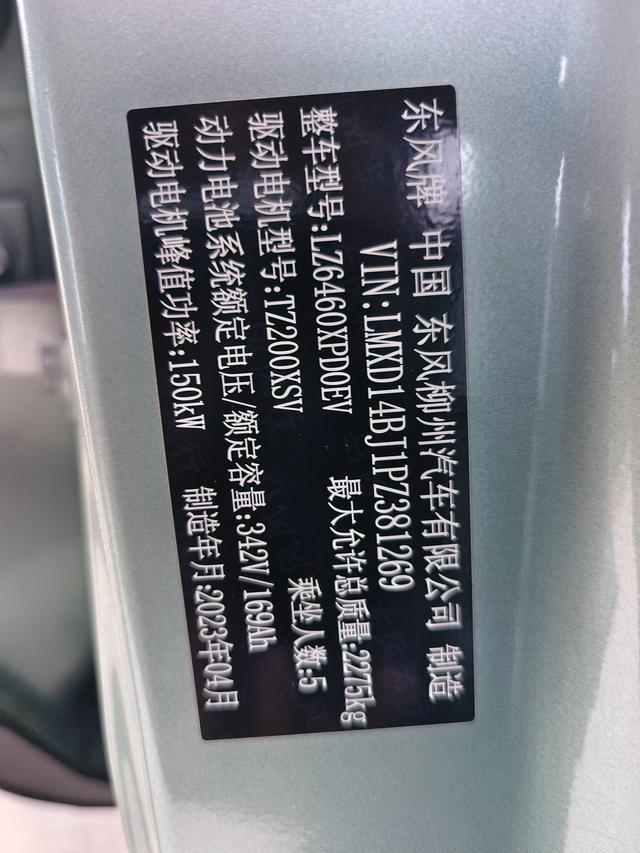 东风牌 中国 东风柳州汽车有限公司 制造
VIN:LMXD14BJ1PZ381269
整车型号:LZ6460XPD0EV 最大允许总质量:2275kg
驱动电机型号:TZ200XSV 乘坐人数:5
动力电池系统额定电压/额定容量:342V/169Ah
驱动电机峰值功率:150kW 制造年月:2023年04月